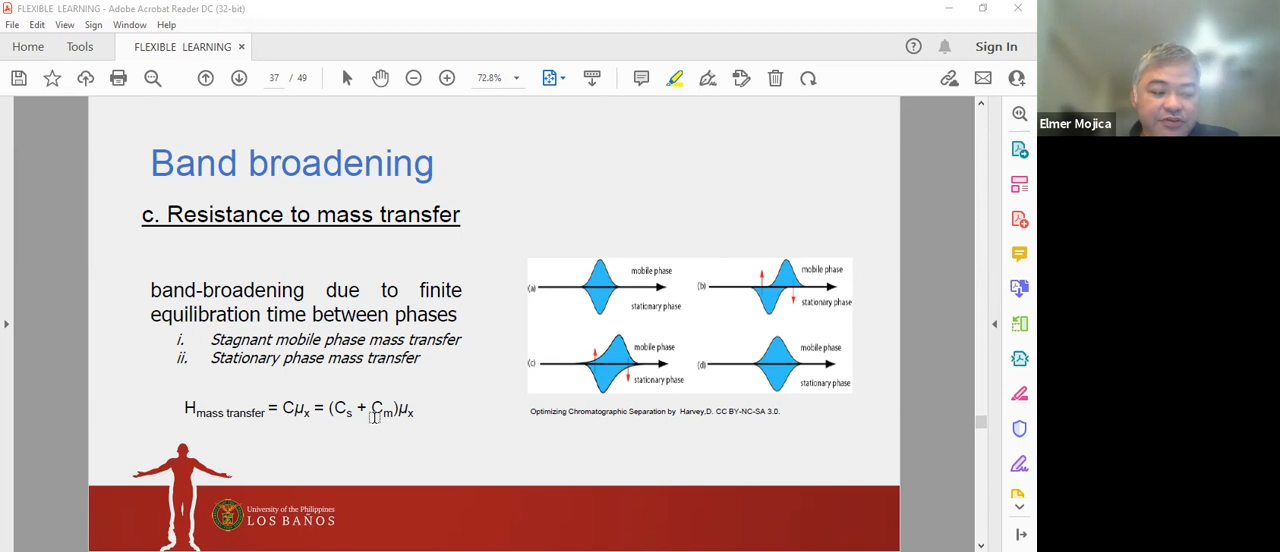 FLEXIBLE LEARNING - Adobe Acrobat Reader DC (32-bit)
File Edit View Sign Window Help
Home Tools FLEXIBLE LEARNING × Sign In
37 / 49 72.8%
Elmer Mojica
Band broadening
c. Resistance to mass transfer
band-broadening due to finite
equilibration time between phases
i. Stagnant mobile phase mass transfer
ii. Stationary phase mass transfer
H mass transfer = Cμx = (Cs + Cm)μx
(a) mobile phase
stationary phase
(b) mobile phase
stationary phase
(c) mobile phase
stationary phase
(d) mobile phase
stationary phase
Optimizing Chromatographic Separation by Harvey,D. CC BY-NC-SA 3.0.
University of the Philippines
LOS BAÑOS